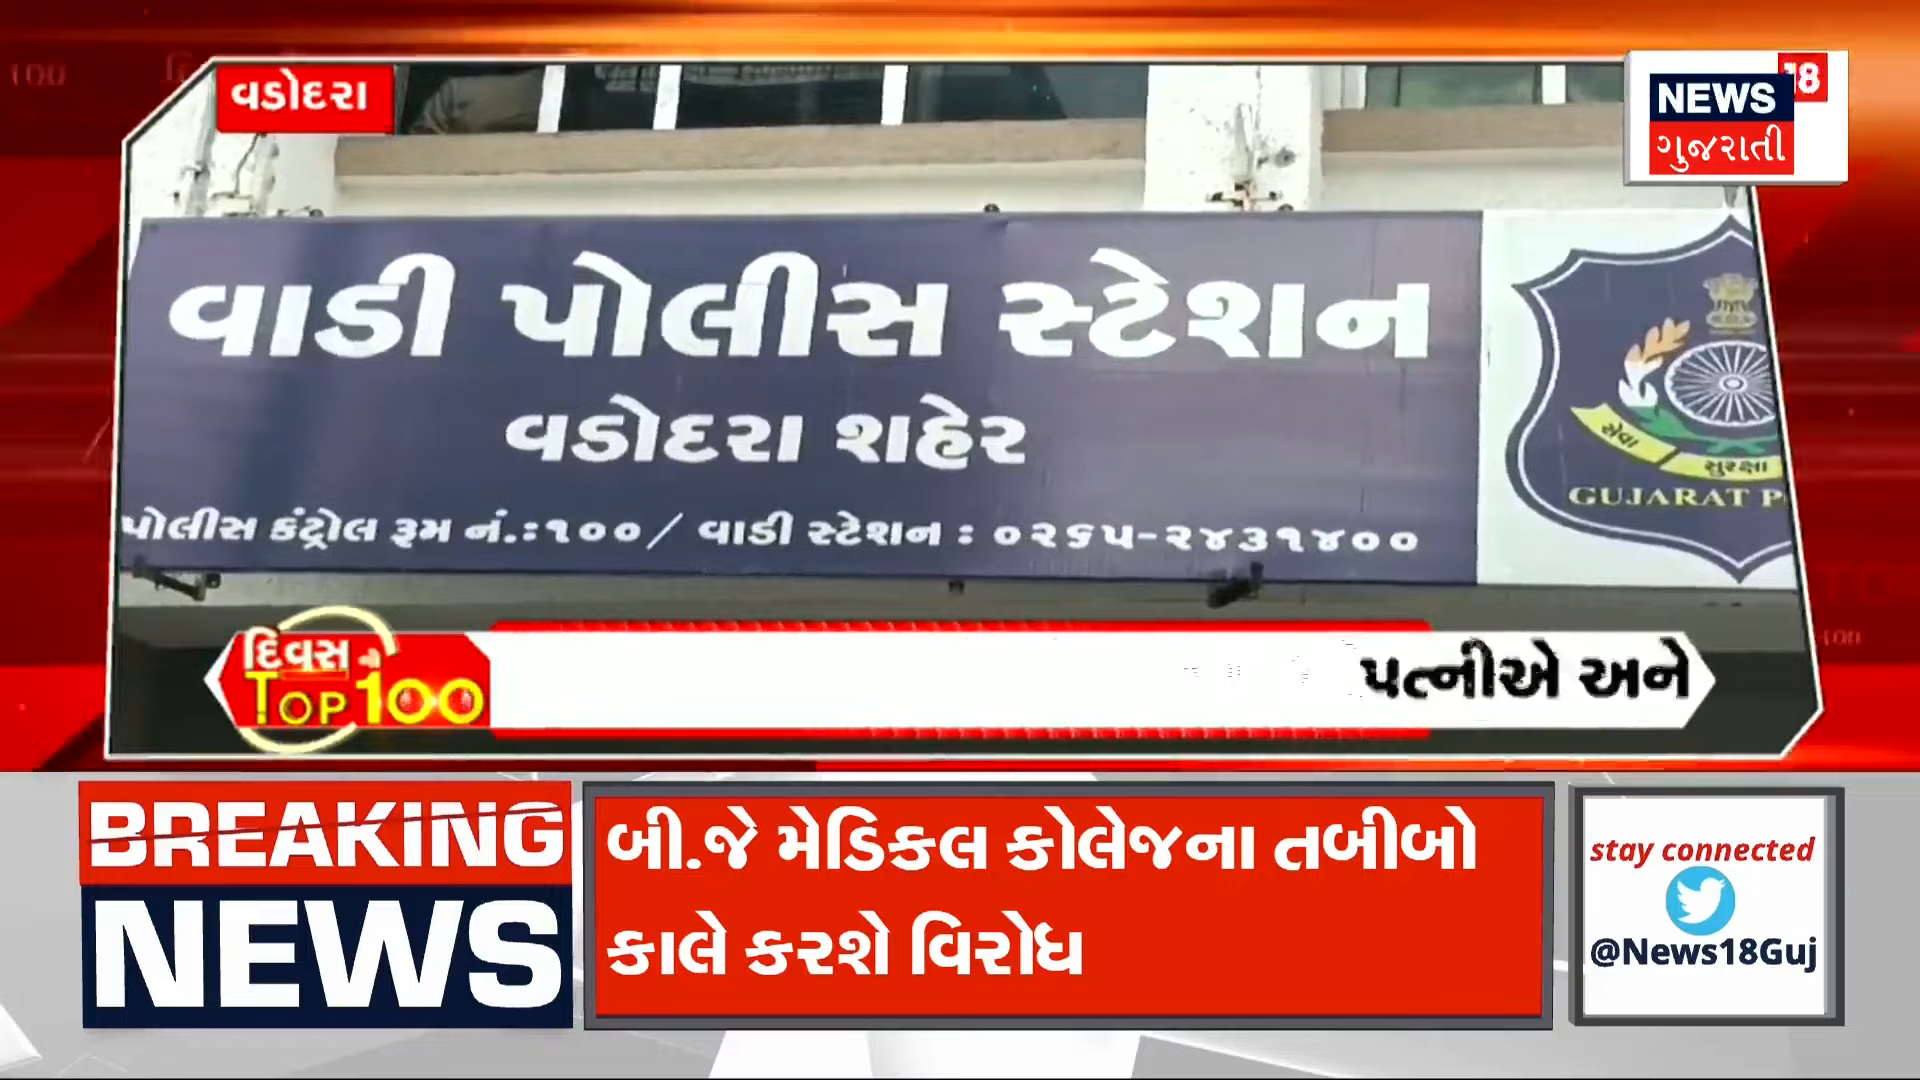 વડોદરા
NEWS 18
ગુજરાતી
વાડી પોલીસ સ્ટેશન
વડોદરા શહેર
પોલીસ કંટ્રોલ રૂમ નં.:૧૦૦ / વાડી સ્ટેશન : ૦૨૬૫-૨૪૩૧૪૦૦
સેવા
સુરક્ષા
GUJARAT
દિવસ ના
TOP 100
પત્નીએ અને
BREAKING
NEWS
બી.જે મેડિકલ કોલેજના તબીબો
કાલે કરશે વિરોધ
stay connected
@News18Guj